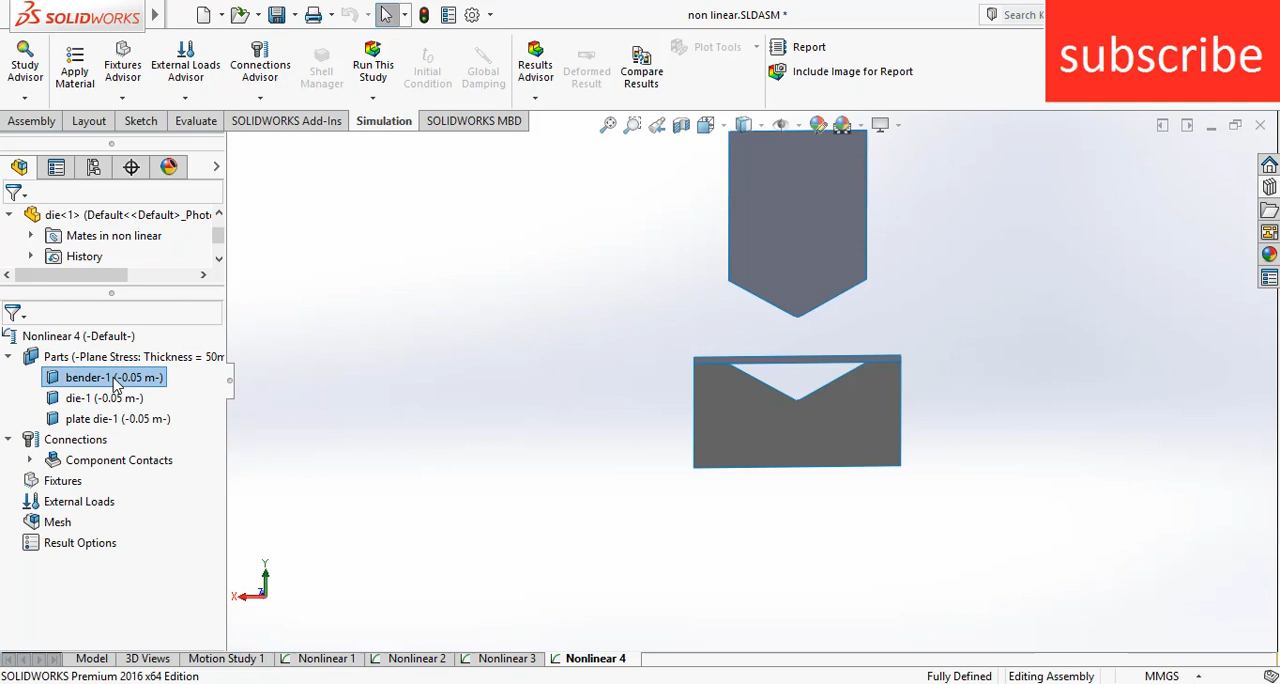 SOLIDWORKS
non linear.SLDASM *
Search K
subscribe
Study Advisor
Apply Material
Fixtures Advisor
External Loads Advisor
Connections Advisor
Shell Manager
Run This Study
Initial Condition
Global Damping
Results Advisor
Deformed Result
Compare Results
Plot Tools
Report
Include Image for Report
Assembly
Layout
Sketch
Evaluate
SOLIDWORKS Add-Ins
Simulation
SOLIDWORKS MBD
die<1> (Default<<Default>_Phot
Mates in non linear
History
Nonlinear 4 (-Default-)
Parts (-Plane Stress: Thickness = 50m
bender-1 (-0.05 m-)
die-1 (-0.05 m-)
plate die-1 (-0.05 m-)
Connections
Component Contacts
Fixtures
External Loads
Mesh
Result Options
Y
X
Z
Model
3D Views
Motion Study 1
Nonlinear 1
Nonlinear 2
Nonlinear 3
Nonlinear 4
SOLIDWORKS Premium 2016 x64 Edition
Fully Defined
Editing Assembly
MMGS